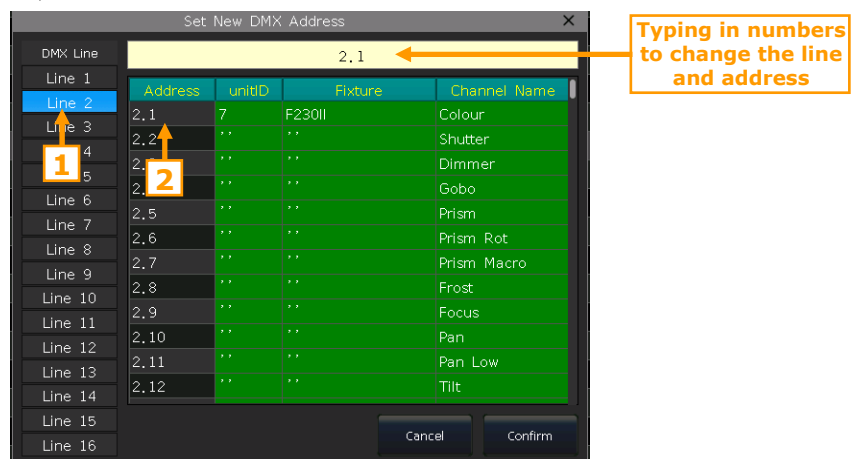 Set New DMX Address
DMX Line
Line 1
Line 2
Line 3
4
5
Line 6
Line 7
Line 8
Line 9
Line 10
Line 11
Line 12
Line 13
Line 14
Line 15
Line 16
2.1
Address unitID Fixture Channel Name
2.1 7 F230II Colour
2.2 '' '' Shutter
2. '' '' Dimmer
2. '' '' Gobo
2.5 '' '' Prism
2.6 '' '' Prism Rot
2.7 '' '' Prism Macro
2.8 '' '' Frost
2.9 '' '' Focus
2.10 '' '' Pan
2.11 '' '' Pan Low
2.12 '' '' Tilt
Cancel Confirm
1
2
Typing in numbers
to change the line
and address